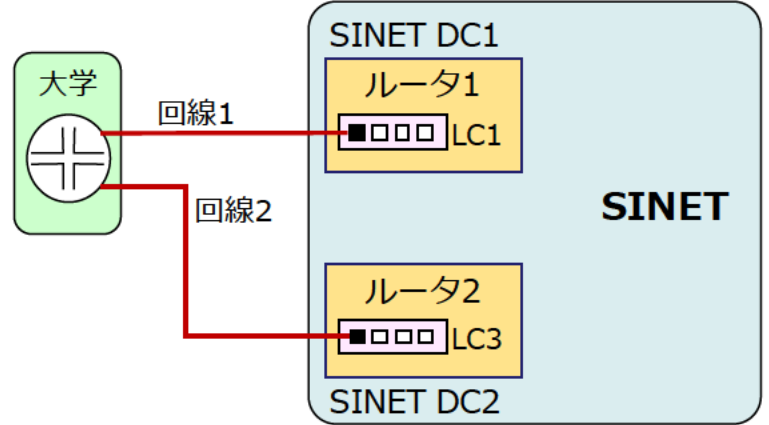 SINET DC1
大学
ルータ1
回線1
LC1
SINET
回線2
ルータ2
LC3
SINET DC2